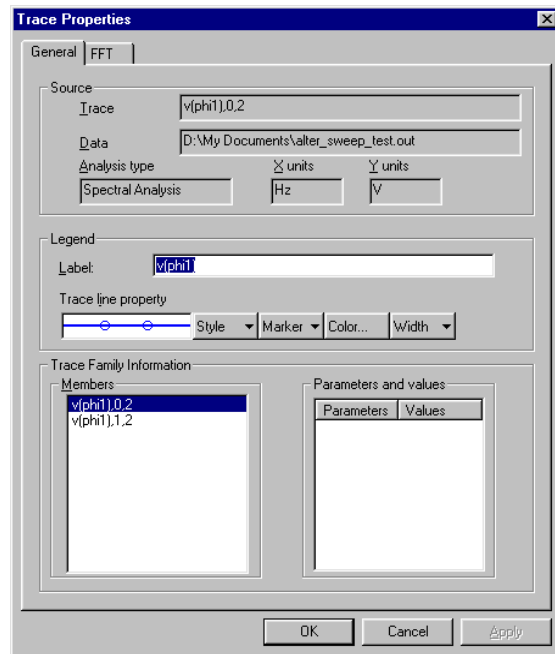 Trace Properties
General FFT
Source
Trace v(phi1),0,2
Data D:\My Documents\alter_sweep_test.out
Analysis type X units Y units
Spectral Analysis Hz V
Legend
Label: v(phi1)
Trace line property
Style Marker Color... Width
Trace Family Information
Members Parameters and values
v(phi1),0,2 Parameters Values
v(phi1),1,2
OK Cancel Apply